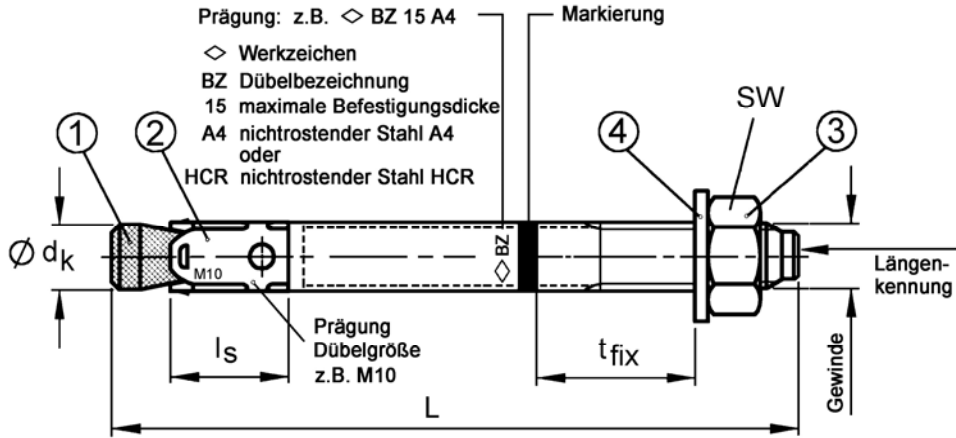 Prägung: z.B. ◇ BZ 15 A4
Markierung
◇ Werkzeichen
BZ Dübelbezeichnung
15 maximale Befestigungsdicke
A4 nichtrostender Stahl A4
oder
HCR nichtrostender Stahl HCR
SW
1
2
4
3
Ø dk
M10
◇ BZ
Längen-
kennung
Prägung
Dübelgröße
z.B. M10
ls
tfix
Gewinde
L